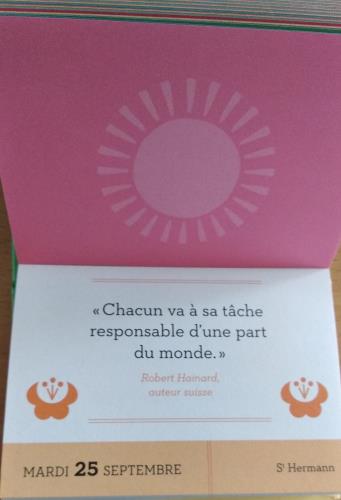 « Chacun va à sa tâche
responsable d'une part
du monde. »
Robert Hainard,
auteur suisse
MARDI 25 SEPTEMBRE
Sᵗ Hermann